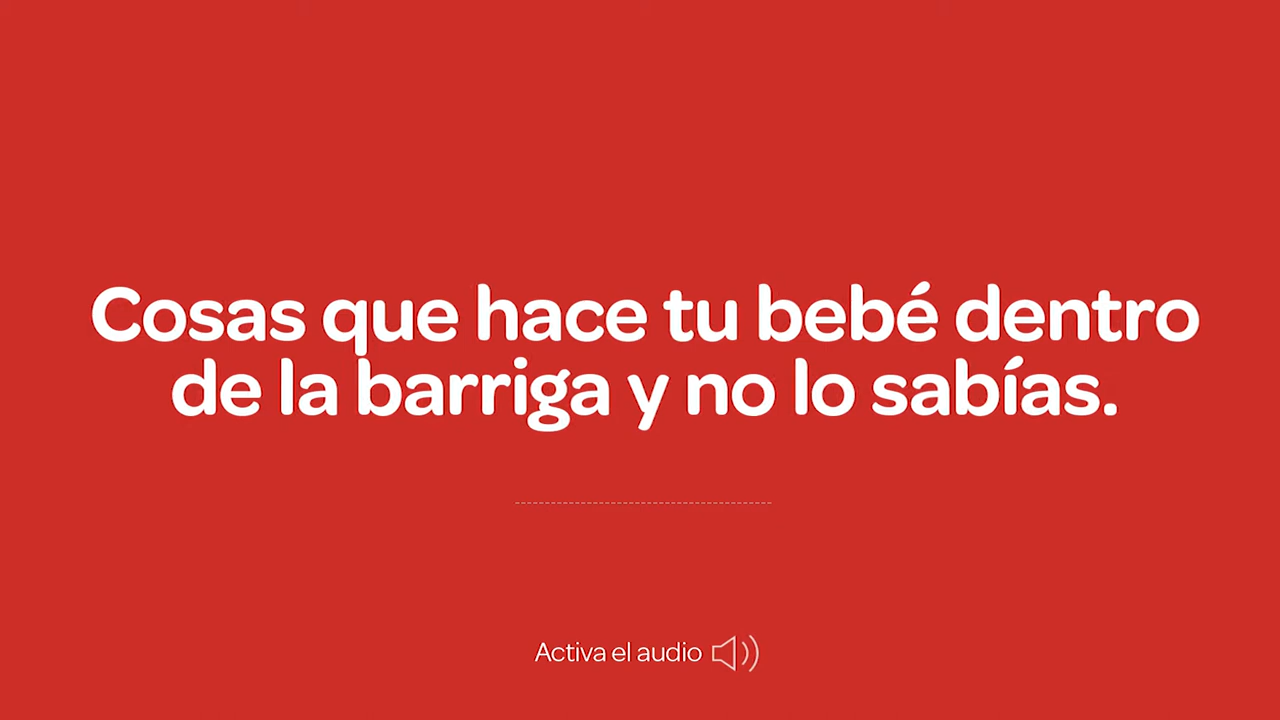 Cosas que hace tu bebé dentro
de la barriga y no lo sabías.
Activa el audio